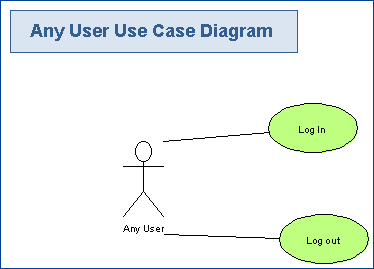 Any User Use Case Diagram
Log In
Any User
Log out